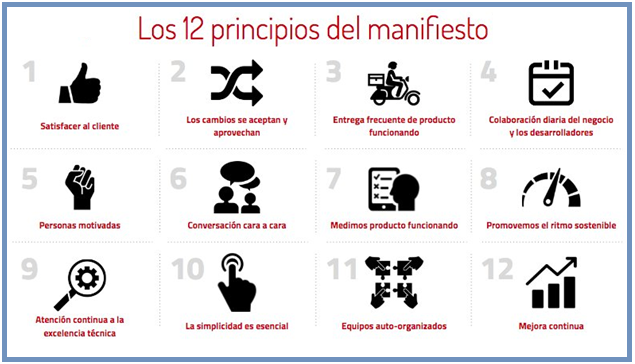 Los 12 principios del manifiesto
1
Satisfacer al cliente
2
Los cambios se aceptan y
aprovechan
3
Entrega frecuente de producto
funcionando
4
Colaboración diaria del negocio
y los desarrolladores
5
Personas motivadas
6
Conversación cara a cara
7
Medimos producto funcionando
8
Promovemos el ritmo sostenible
9
Atención continua a la
excelencia técnica
10
La simplicidad es esencial
11
Equipos auto-organizados
12
Mejora continua